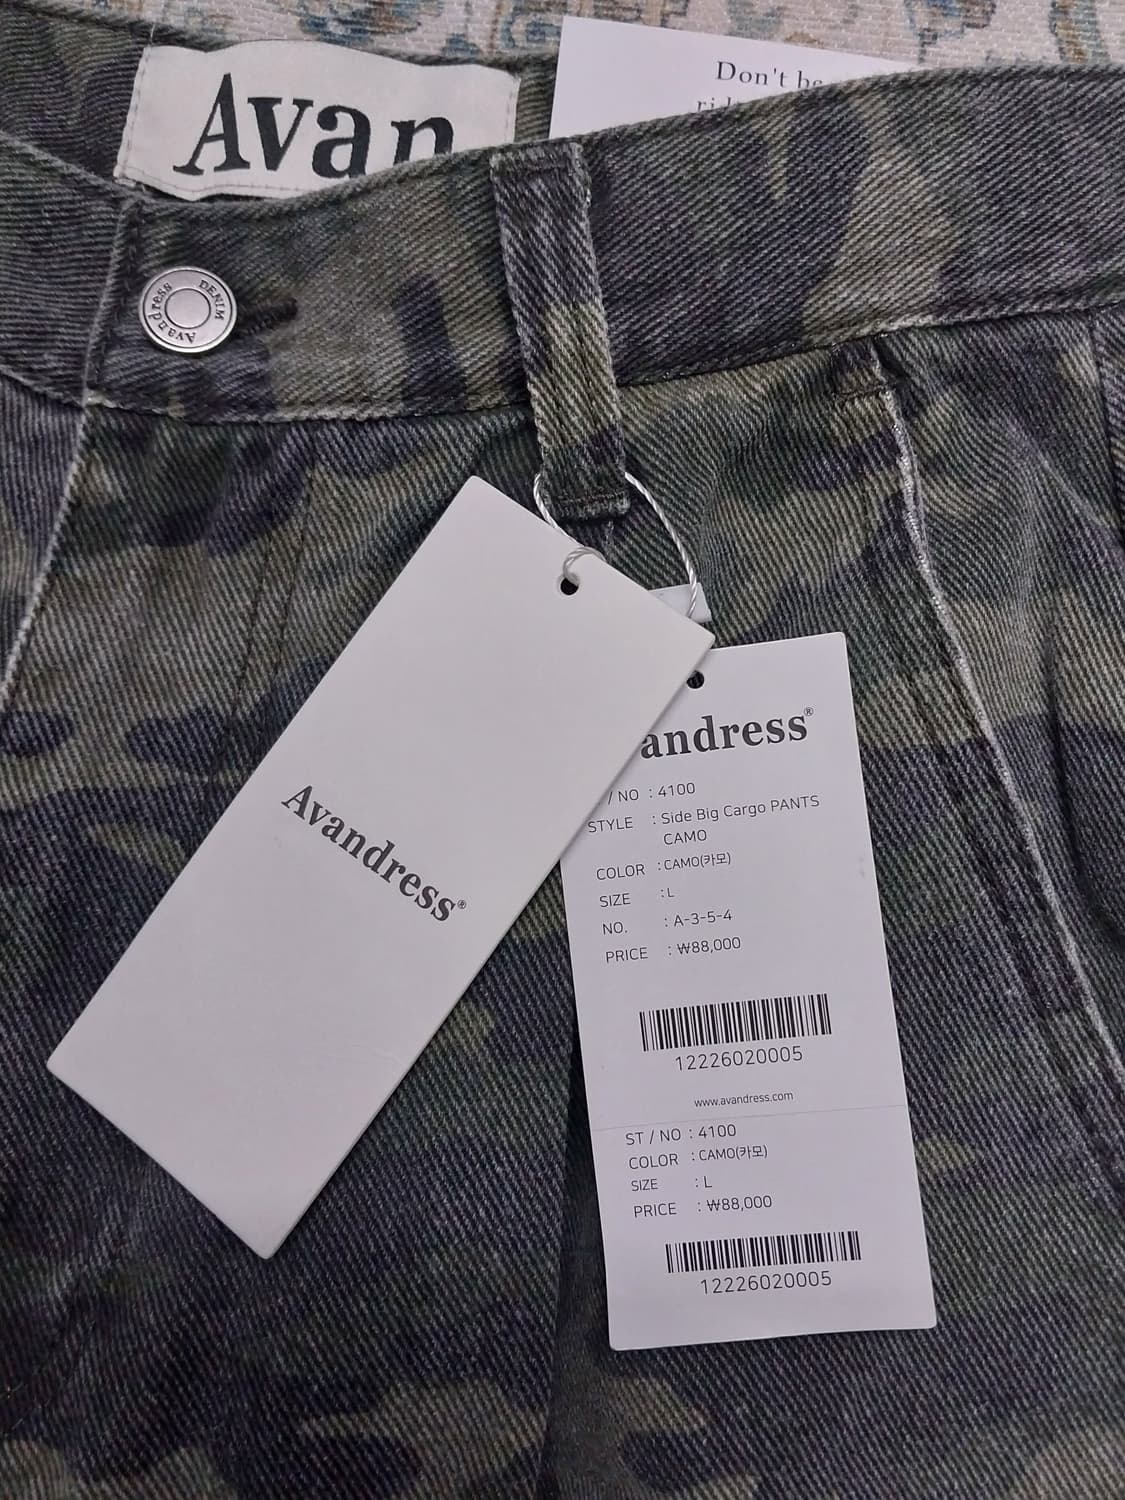 Avan
Don't be
Avandress DENIM
Avandress®
andress®
/ NO : 4100
STYLE : Side Big Cargo PANTS
CAMO
COLOR : CAMO(카모)
SIZE : L
NO. : A-3-5-4
PRICE : ₩88,000
12226020005
www.avandress.com
ST / NO : 4100
COLOR : CAMO(카모)
SIZE : L
PRICE : ₩88,000
12226020005